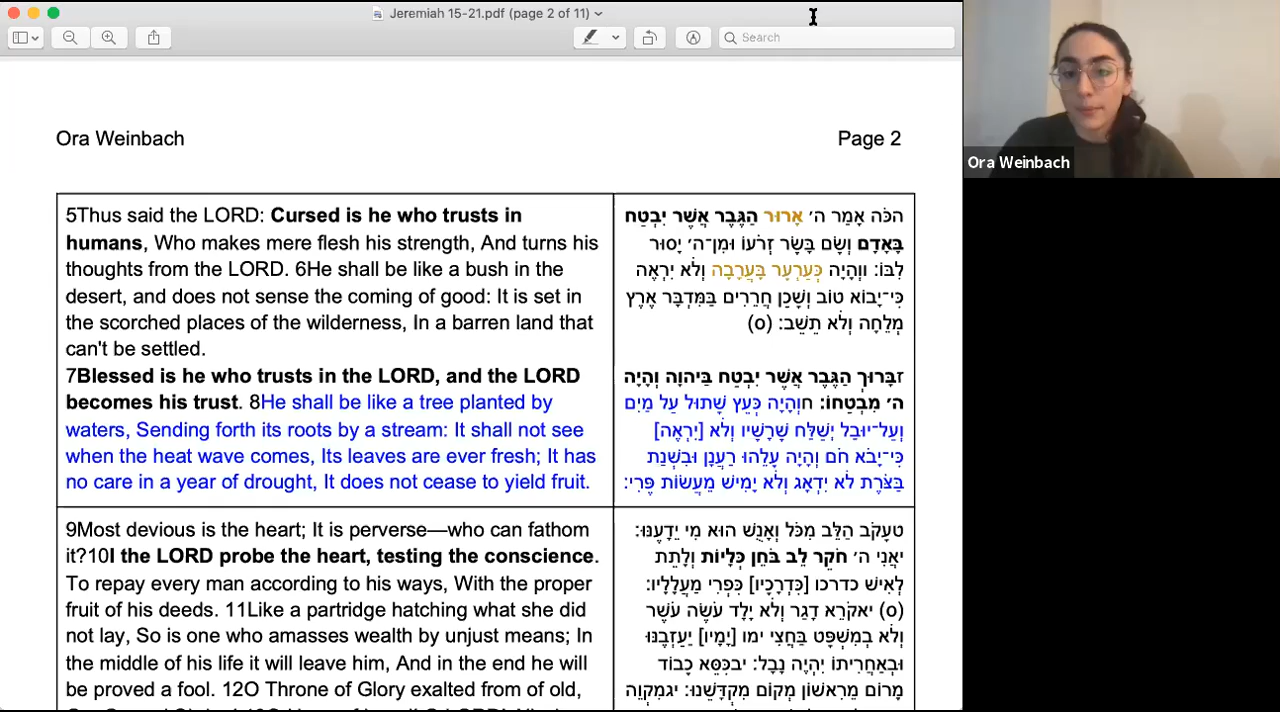 Jeremiah 15-21.pdf (page 2 of 11)
Search
Ora Weinbach
Page 2
Ora Weinbach
5Thus said the LORD: Cursed is he who trusts in
humans, Who makes mere flesh his strength, And turns his
thoughts from the LORD. 6He shall be like a bush in the
desert, and does not sense the coming of good: It is set in
the scorched places of the wilderness, In a barren land that
can't be settled.
7Blessed is he who trusts in the LORD, and the LORD
becomes his trust. 8He shall be like a tree planted by
waters, Sending forth its roots by a stream: It shall not see
when the heat wave comes, Its leaves are ever fresh; It has
no care in a year of drought, It does not cease to yield fruit.
הכֹּה אָמַר ה׳ אָרוּר הַגֶּבֶר אֲשֶׁר יִבְטַח
בָּאָדָם וְשָׂם בָּשָׂר זְרֹעוֹ וּמִן־ה׳ יָסוּר
לִבּוֹ׃ ווְהָיָה כְּעַרְעָר בָּעֲרָבָה וְלֹא יִרְאֶה
כִּי־יָבוֹא טוֹב וְשָׁכַן חֲרֵרִים בַּמִּדְבָּר אֶרֶץ
מְלֵחָה וְלֹא תֵשֵׁב׃ (ס)
זבָּרוּךְ הַגֶּבֶר אֲשֶׁר יִבְטַח בַּיהוָה וְהָיָה
ה׳ מִבְטַחוֹ׃ חוְהָיָה כְּעֵץ שָׁתוּל עַל מַיִם
וְעַל־יוּבַל יְשַׁלַּח שָׁרָשָׁיו וְלֹא [יִרְאֶה]
כִּי־יָבֹא חֹם וְהָיָה עָלֵהוּ רַעֲנָן וּבִשְׁנַת
בַּצֹּרֶת לֹא יִדְאָג וְלֹא יָמִישׁ מֵעֲשׂוֹת פֶּרִי׃
9Most devious is the heart; It is perverse—who can fathom
it?10I the LORD probe the heart, testing the conscience.
To repay every man according to his ways, With the proper
fruit of his deeds. 11Like a partridge hatching what she did
not lay, So is one who amasses wealth by unjust means; In
the middle of his life it will leave him, And in the end he will
be proved a fool. 12O Throne of Glory exalted from of old,
טעָקֹב הַלֵּב מִכֹּל וְאָנֻשׁ הוּא מִי יֵדָעֶנּוּ׃
יאֲנִי ה׳ חֹקֵר לֵב בֹּחֵן כְּלָיוֹת וְלָתֵת
לְאִישׁ כדרכו [כִּדְרָכָיו] כִּפְרִי מַעֲלָלָיו׃
(ס) יאקֹרֵא דָגַר וְלֹא יָלָד עֹשֶׂה עֹשֶׁר
וְלֹא בְמִשְׁפָּט בַּחֲצִי ימו [יָמָיו] יַעַזְבֶנּוּ
וּבְאַחֲרִיתוֹ יִהְיֶה נָבָל׃ יבכִּסֵּא כָבוֹד
מָרוֹם מֵרִאשׁוֹן מְקוֹם מִקְדָּשֵׁנוּ׃ יגמִקְוֵה